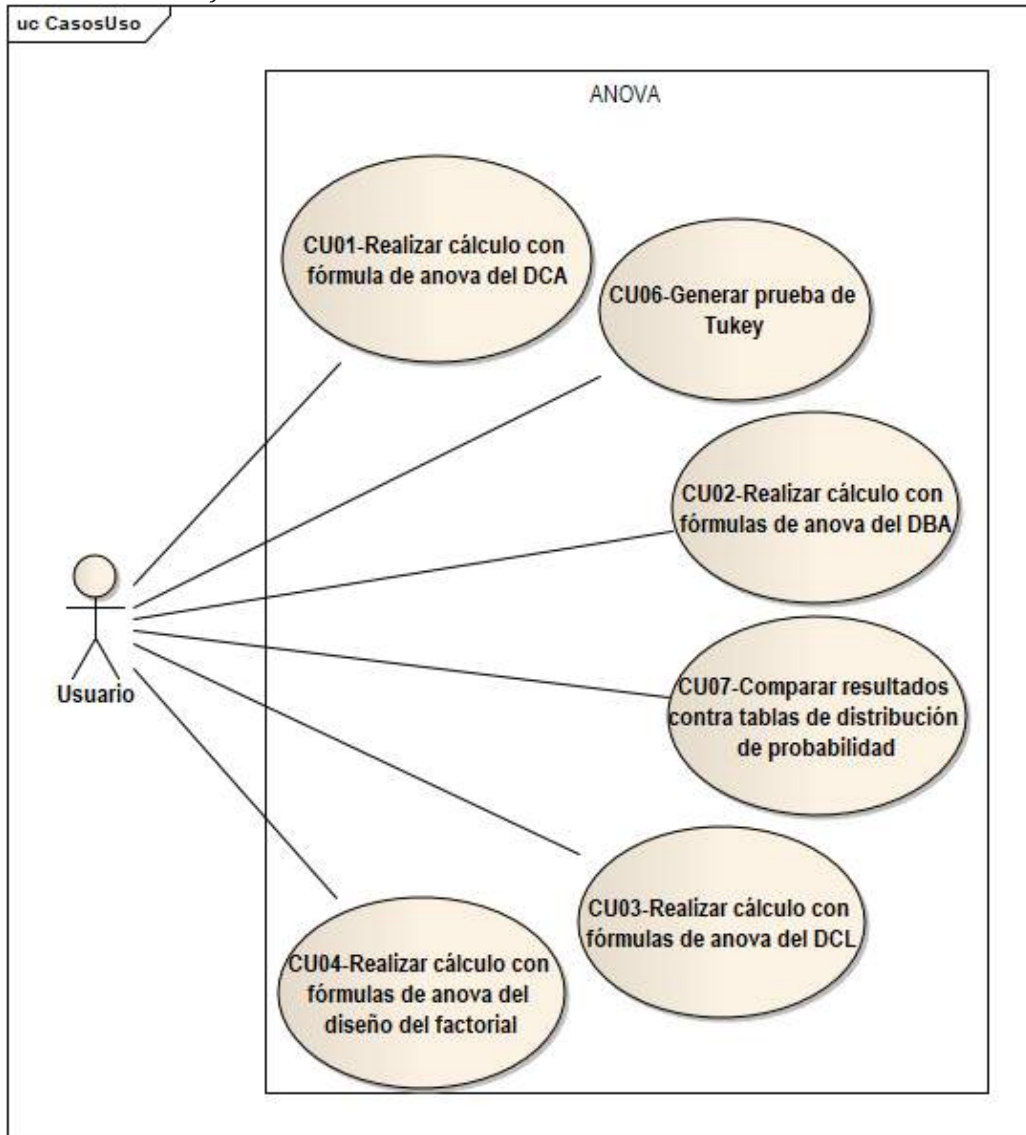 uc CasosUso
ANOVA
CU01-Realizar cálculo con
fórmula de anova del DCA
CU06-Generar prueba de
Tukey
CU02-Realizar cálculo con
fórmulas de anova del DBA
CU07-Comparar resultados
contra tablas de distribución
de probabilidad
Usuario
CU03-Realizar cálculo con
fórmulas de anova del DCL
CU04-Realizar cálculo con
fórmulas de anova del
diseño del factorial